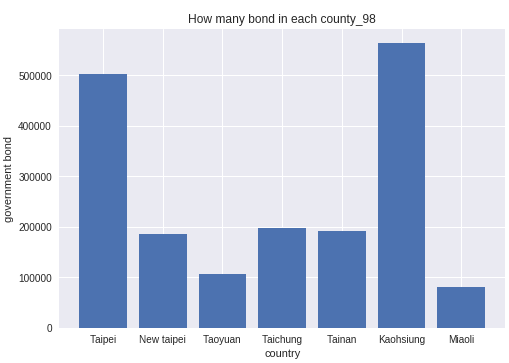 How many bond in each county_98
government bond
500000
400000
300000
200000
100000
0
Taipei New taipei Taoyuan Taichung Tainan Kaohsiung Miaoli
country